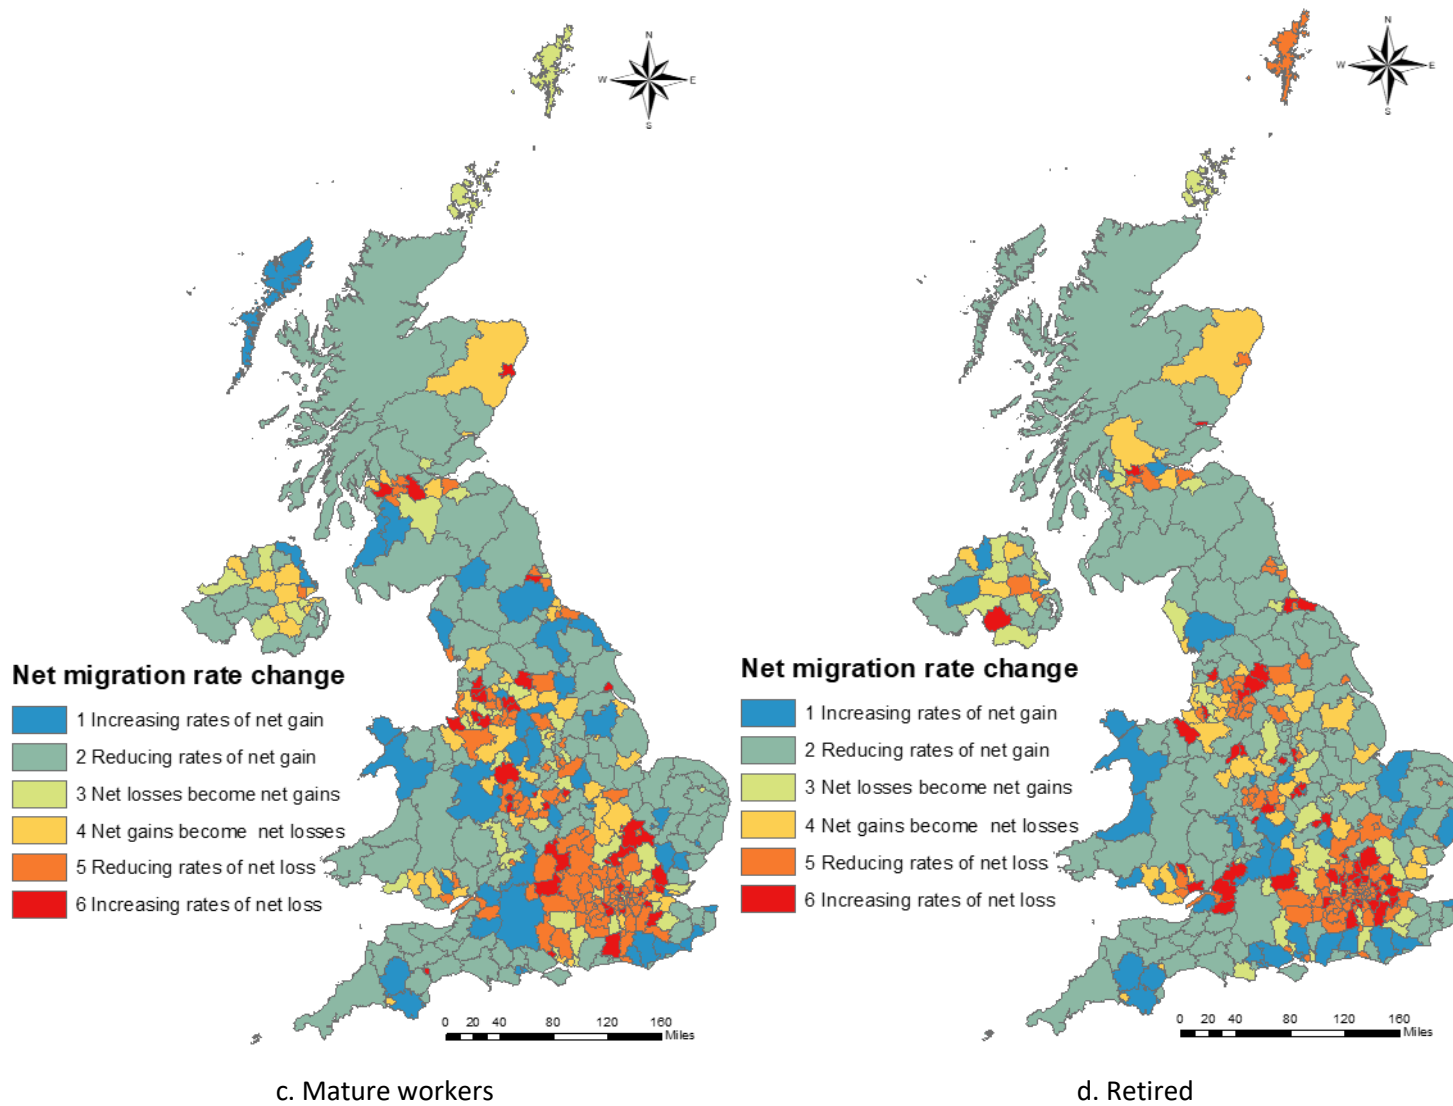 N
W E
S
N
W E
S
Net migration rate change
1 Increasing rates of net gain
2 Reducing rates of net gain
3 Net losses become net gains
4 Net gains become net losses
5 Reducing rates of net loss
6 Increasing rates of net loss
Net migration rate change
1 Increasing rates of net gain
2 Reducing rates of net gain
3 Net losses become net gains
4 Net gains become net losses
5 Reducing rates of net loss
6 Increasing rates of net loss
0 20 40 80 120 160
Miles
0 20 40 80 120 160
Miles
c. Mature workers
d. Retired